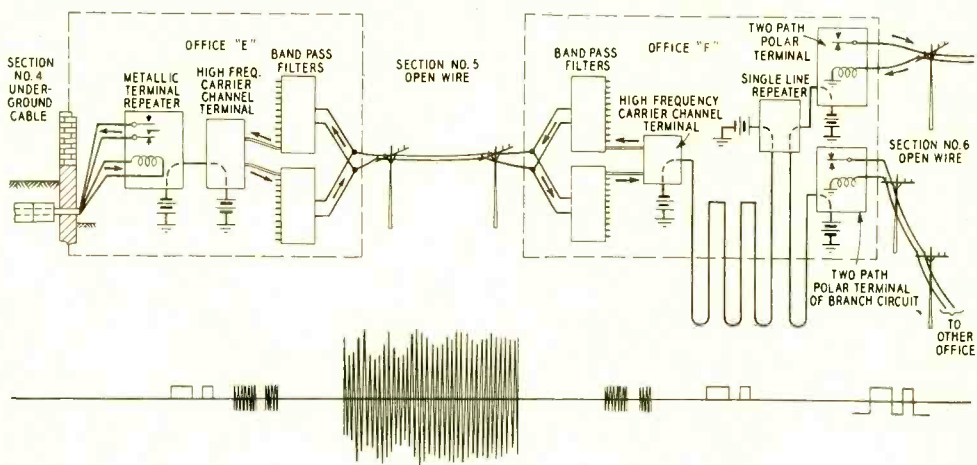 SECTION
NO. 4
UNDER-
GROUND
CABLE
OFFICE "E"
METALLIC
TERMINAL
REPEATER
HIGH FREQ.
CARRIER
CHANNEL
TERMINAL
BAND PASS
FILTERS
SECTION NO. 5
OPEN WIRE
BAND PASS
FILTERS
OFFICE "F"
HIGH FREQUENCY
CARRIER CHANNEL
TERMINAL
SINGLE LINE
REPEATER
TWO PATH
POLAR
TERMINAL
SECTION NO. 6
OPEN WIRE
TWO PATH
POLAR TERMINAL
OF BRANCH CIRCUIT
TO
OTHER
OFFICE